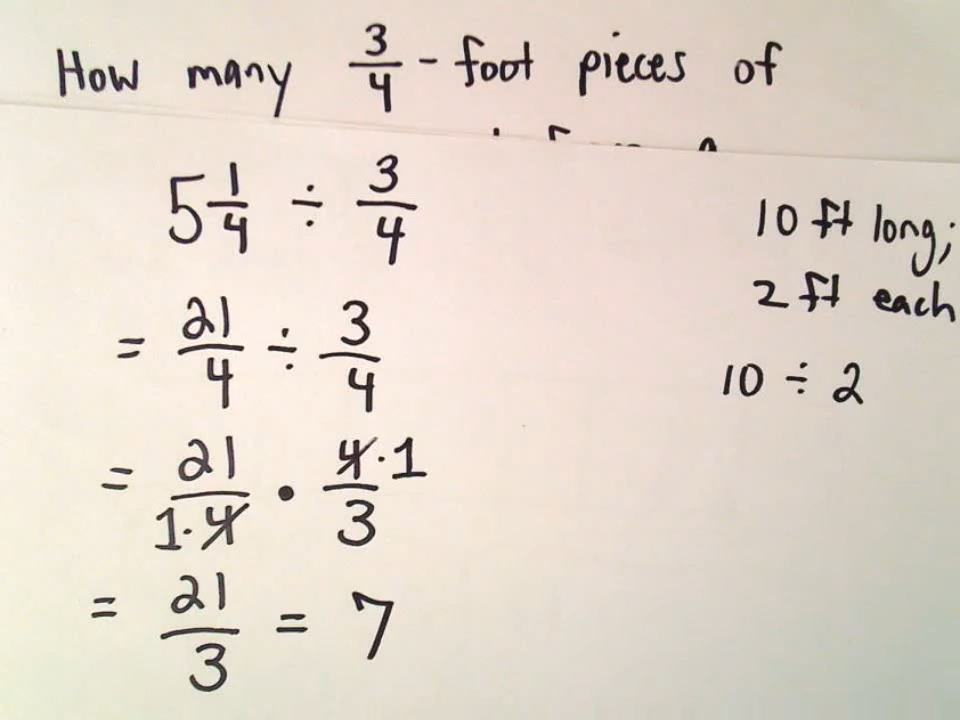 How many 3/4 - foot pieces of
5 1/4 ÷ 3/4
= 21/4 ÷ 3/4
= 21/1·4 • 4·1/3
= 21/3 = 7
10 ft long;
2 ft each
10 ÷ 2